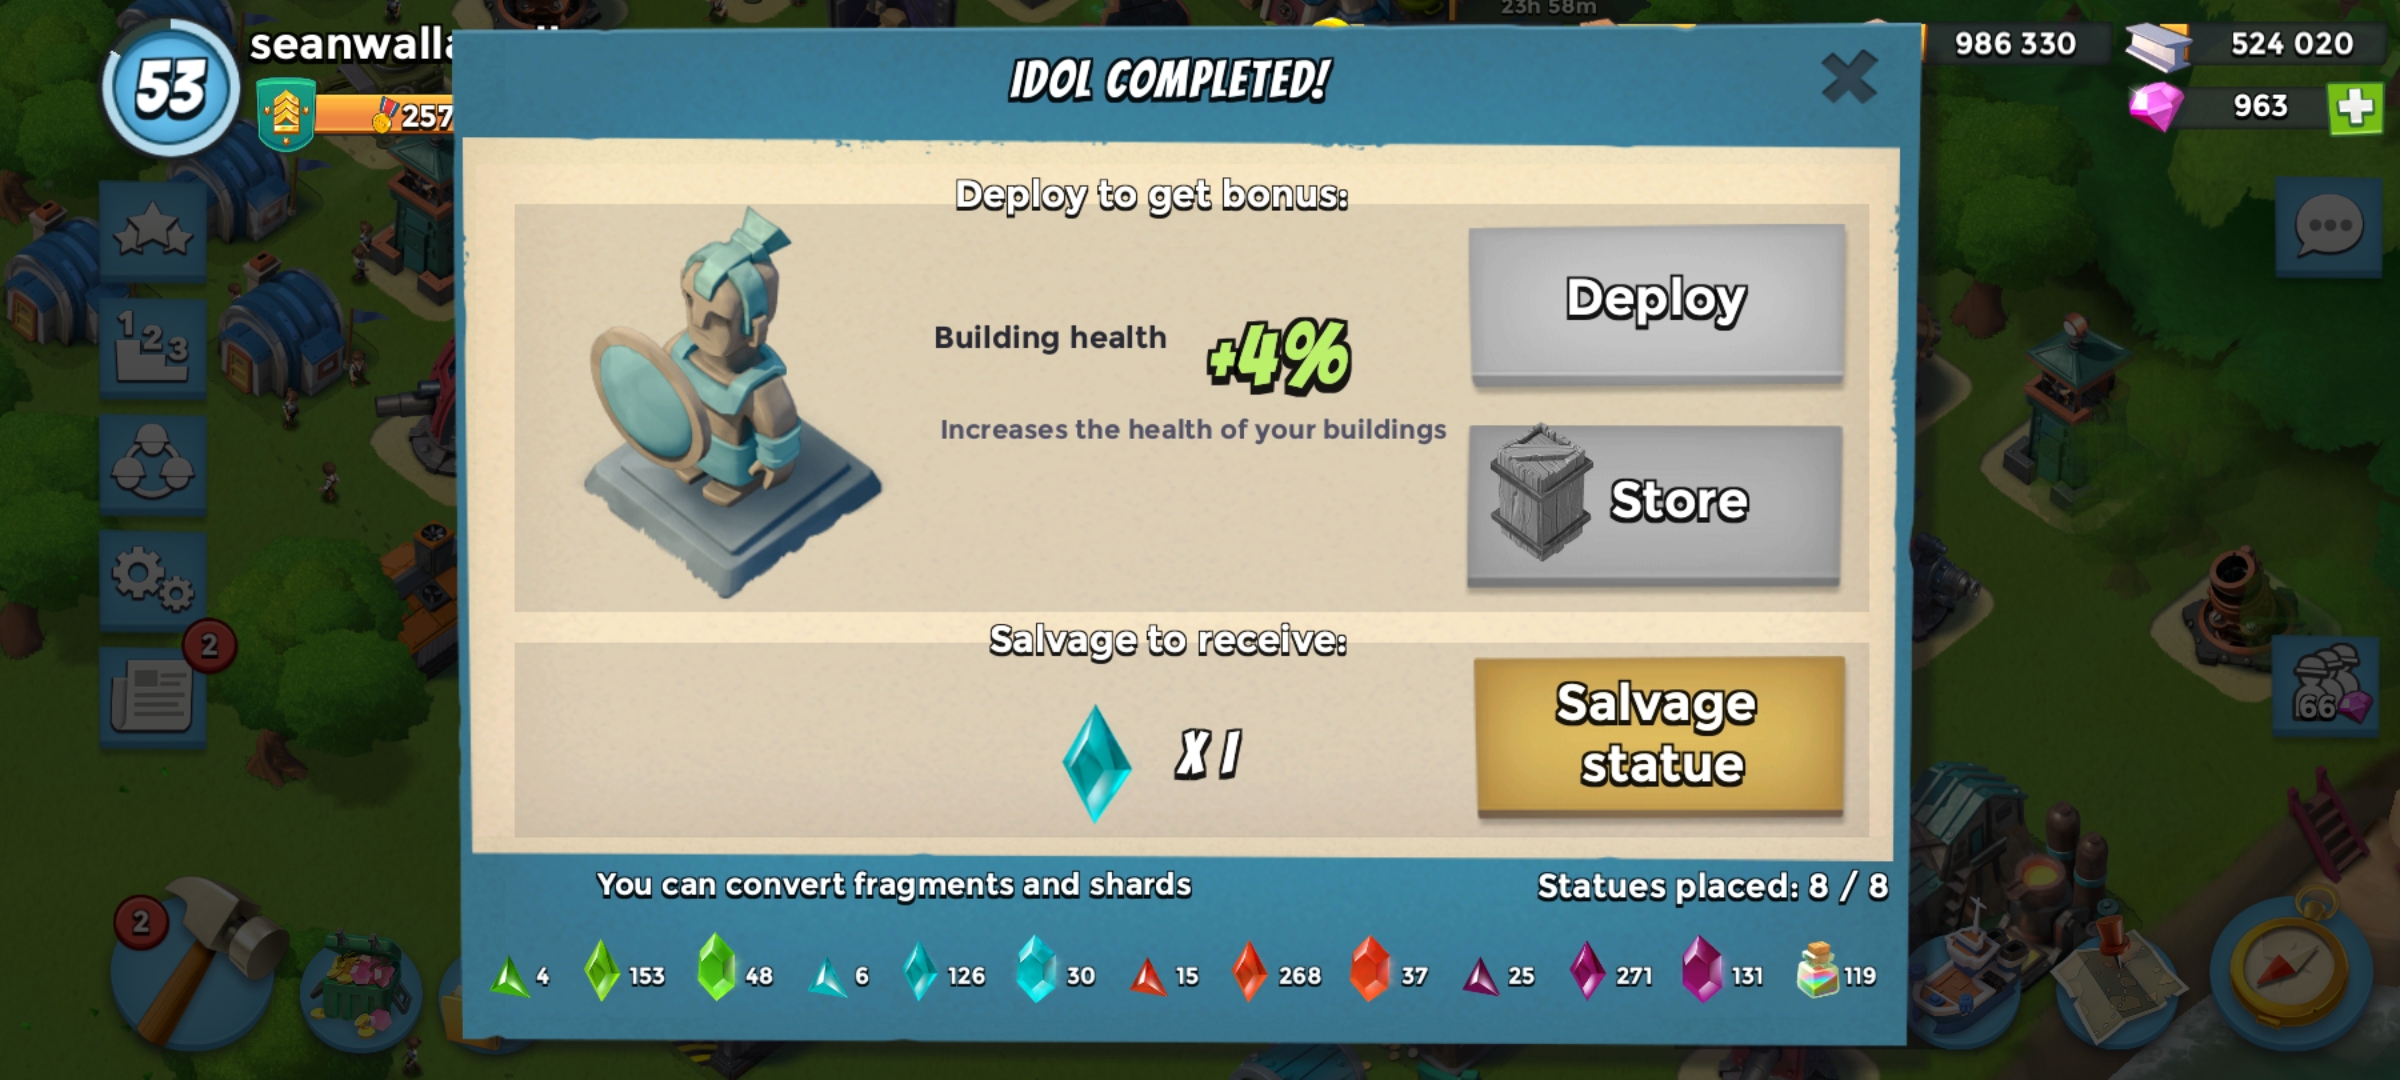 23h 58m
53
257
IDOL COMPLETED!
986 330
524 020
963
Deploy to get bonus:
Building health
+4%
Increases the health of your buildings
Deploy
Store
123
2
Salvage to receive:
X 1
Salvage
statue
66
You can convert fragments and shards
Statues placed: 8 / 8
2
4
153
48
6
126
30
15
268
37
25
271
131
119